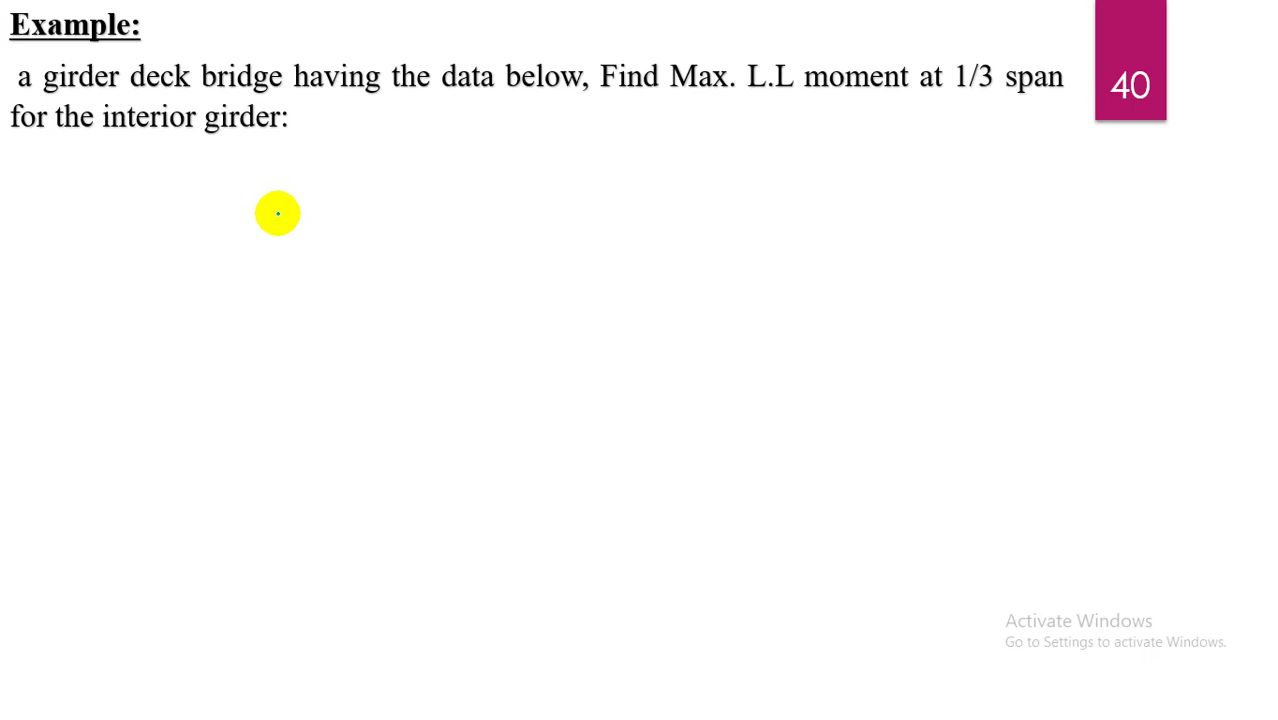 Example:
a girder deck bridge having the data below, Find Max. L.L moment at 1/3 span
for the interior girder:
40
Activate Windows
Go to Settings to activate Windows.